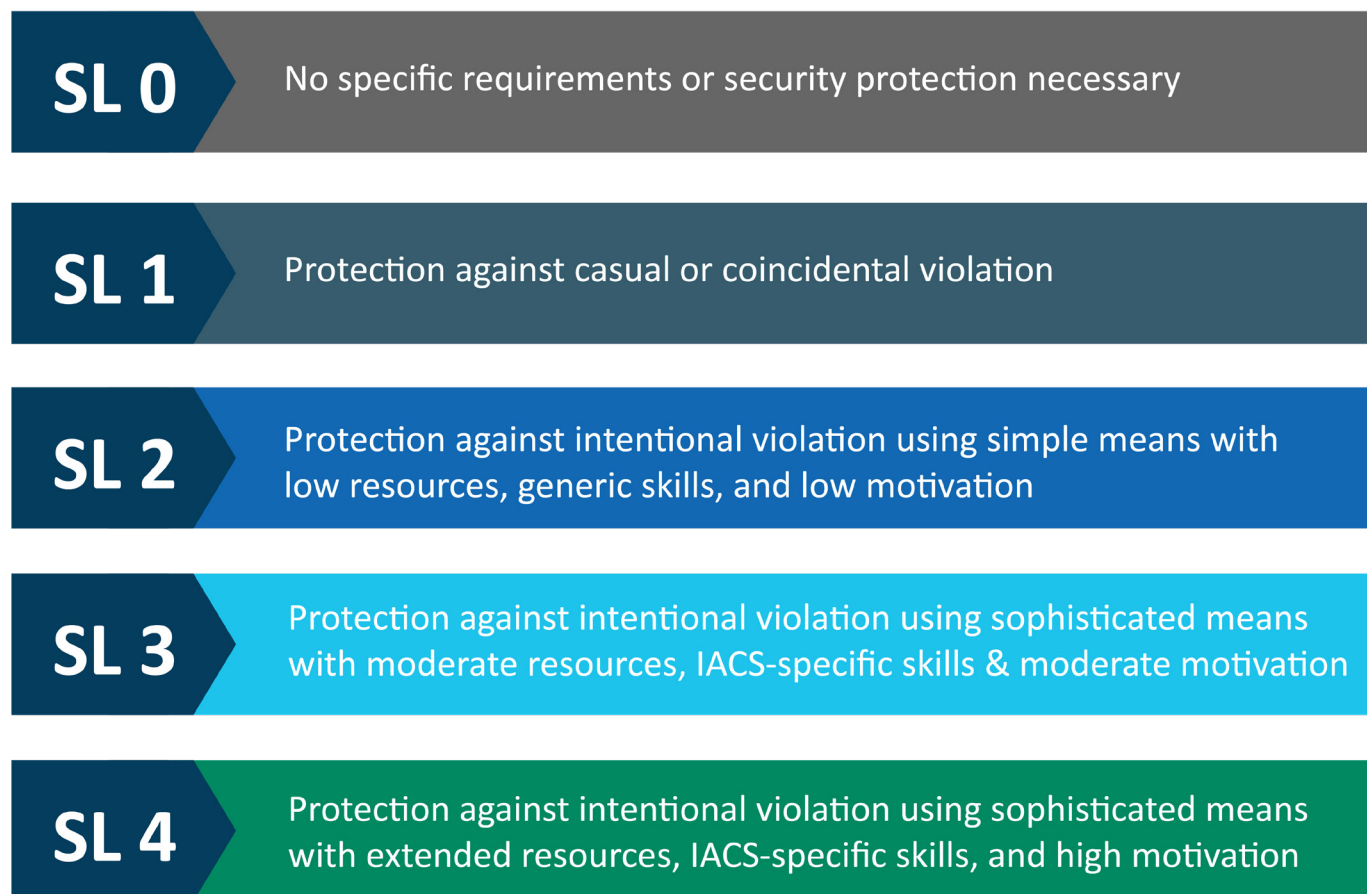 SL 0
No specific requirements or security protection necessary
SL 1
Protection against casual or coincidental violation
SL 2
Protection against intentional violation using simple means with
low resources, generic skills, and low motivation
SL 3
Protection against intentional violation using sophisticated means
with moderate resources, IACS-specific skills & moderate motivation
SL 4
Protection against intentional violation using sophisticated means
with extended resources, IACS-specific skills, and high motivation